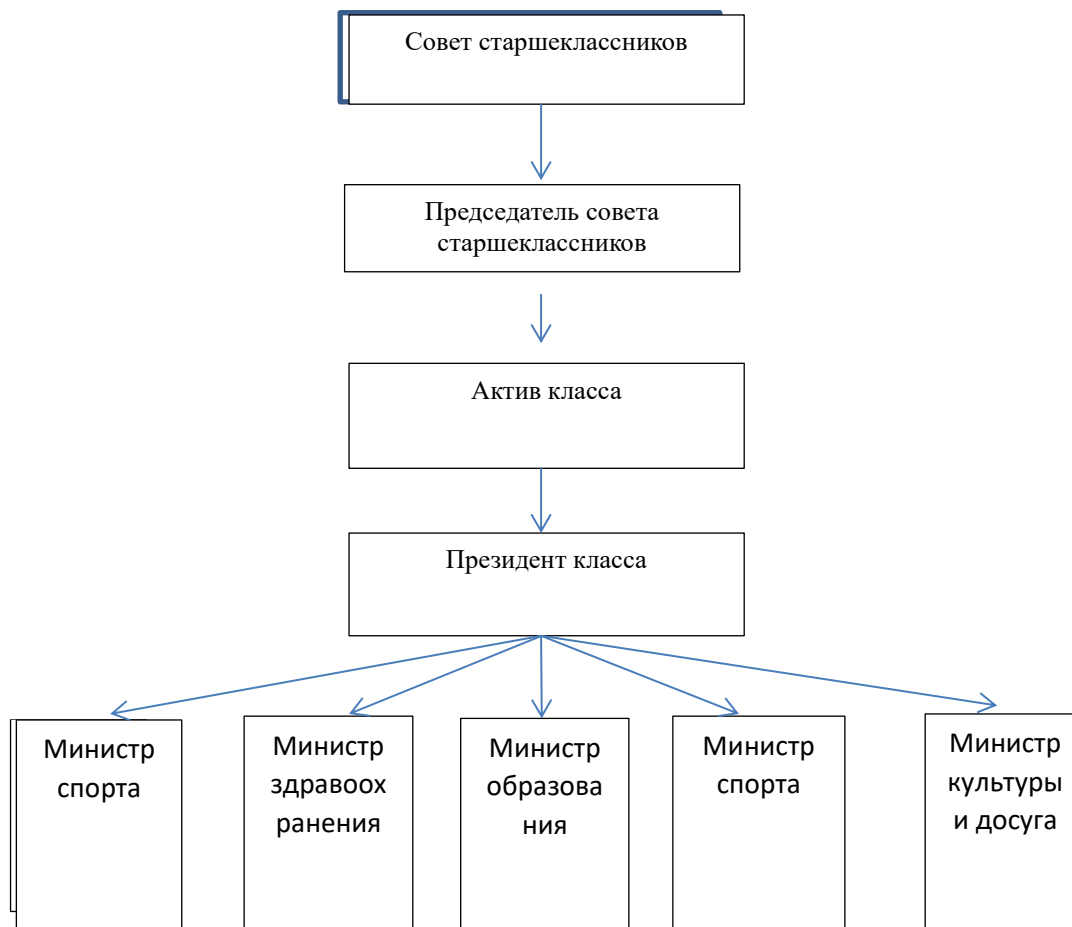 Совет старшеклассников
Председатель совета
старшеклассников
Актив класса
Президент класса
Министр
спорта
Министр
здравоох
ранения
Министр
образова
ния
Министр
спорта
Министр
культуры
и досуга